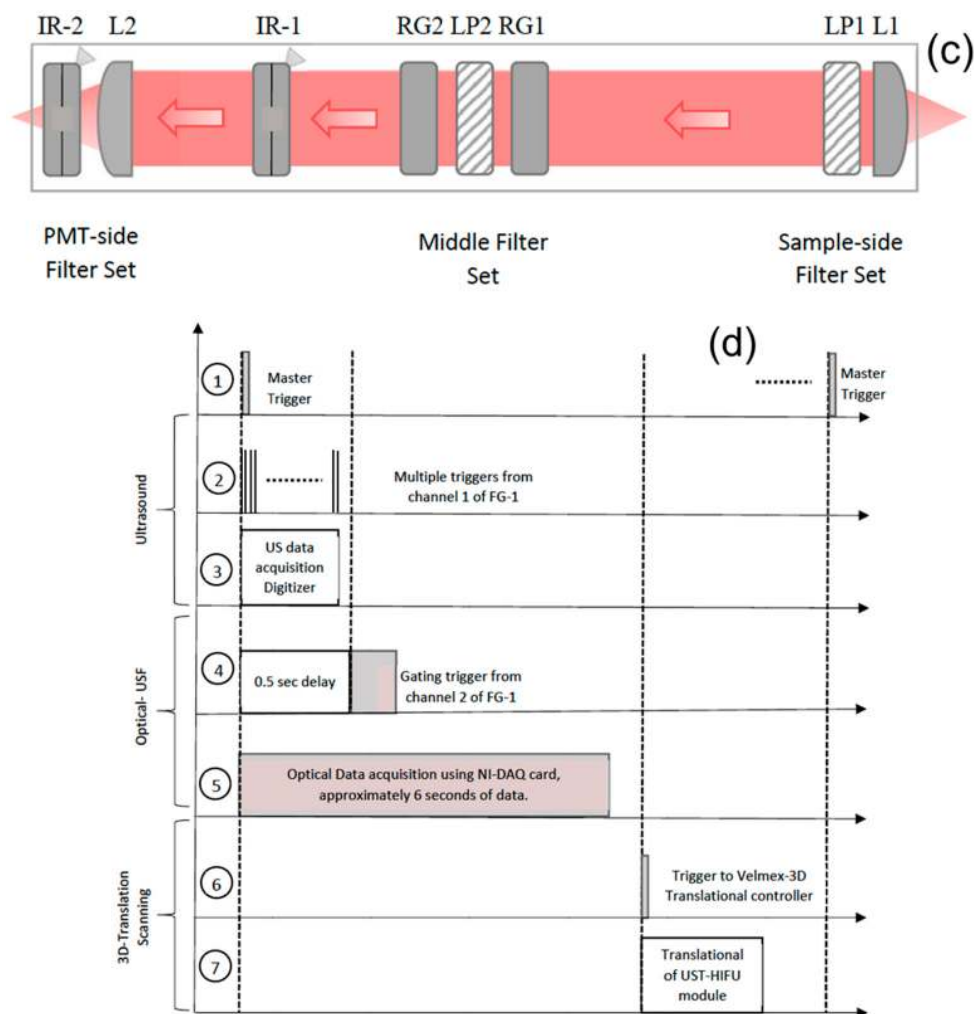 IR-2 L2 IR-1 RG2 LP2 RG1 LP1 L1
(c)
PMT-side
Filter Set
Middle Filter
Set
Sample-side
Filter Set
(d)
1
Master
Trigger
Master
Trigger
Ultrasound
2
Multiple triggers from
channel 1 of FG-1
3
US data
acquisition
Digitizer
Optical- USF
4
0.5 sec delay
Gating trigger from
channel 2 of FG-1
5
Optical Data acquisition using NI-DAQ card,
approximately 6 seconds of data.
3D-Translation
Scanning
6
Trigger to Velmex-3D
Translational controller
7
Translational
of UST-HIFU
module